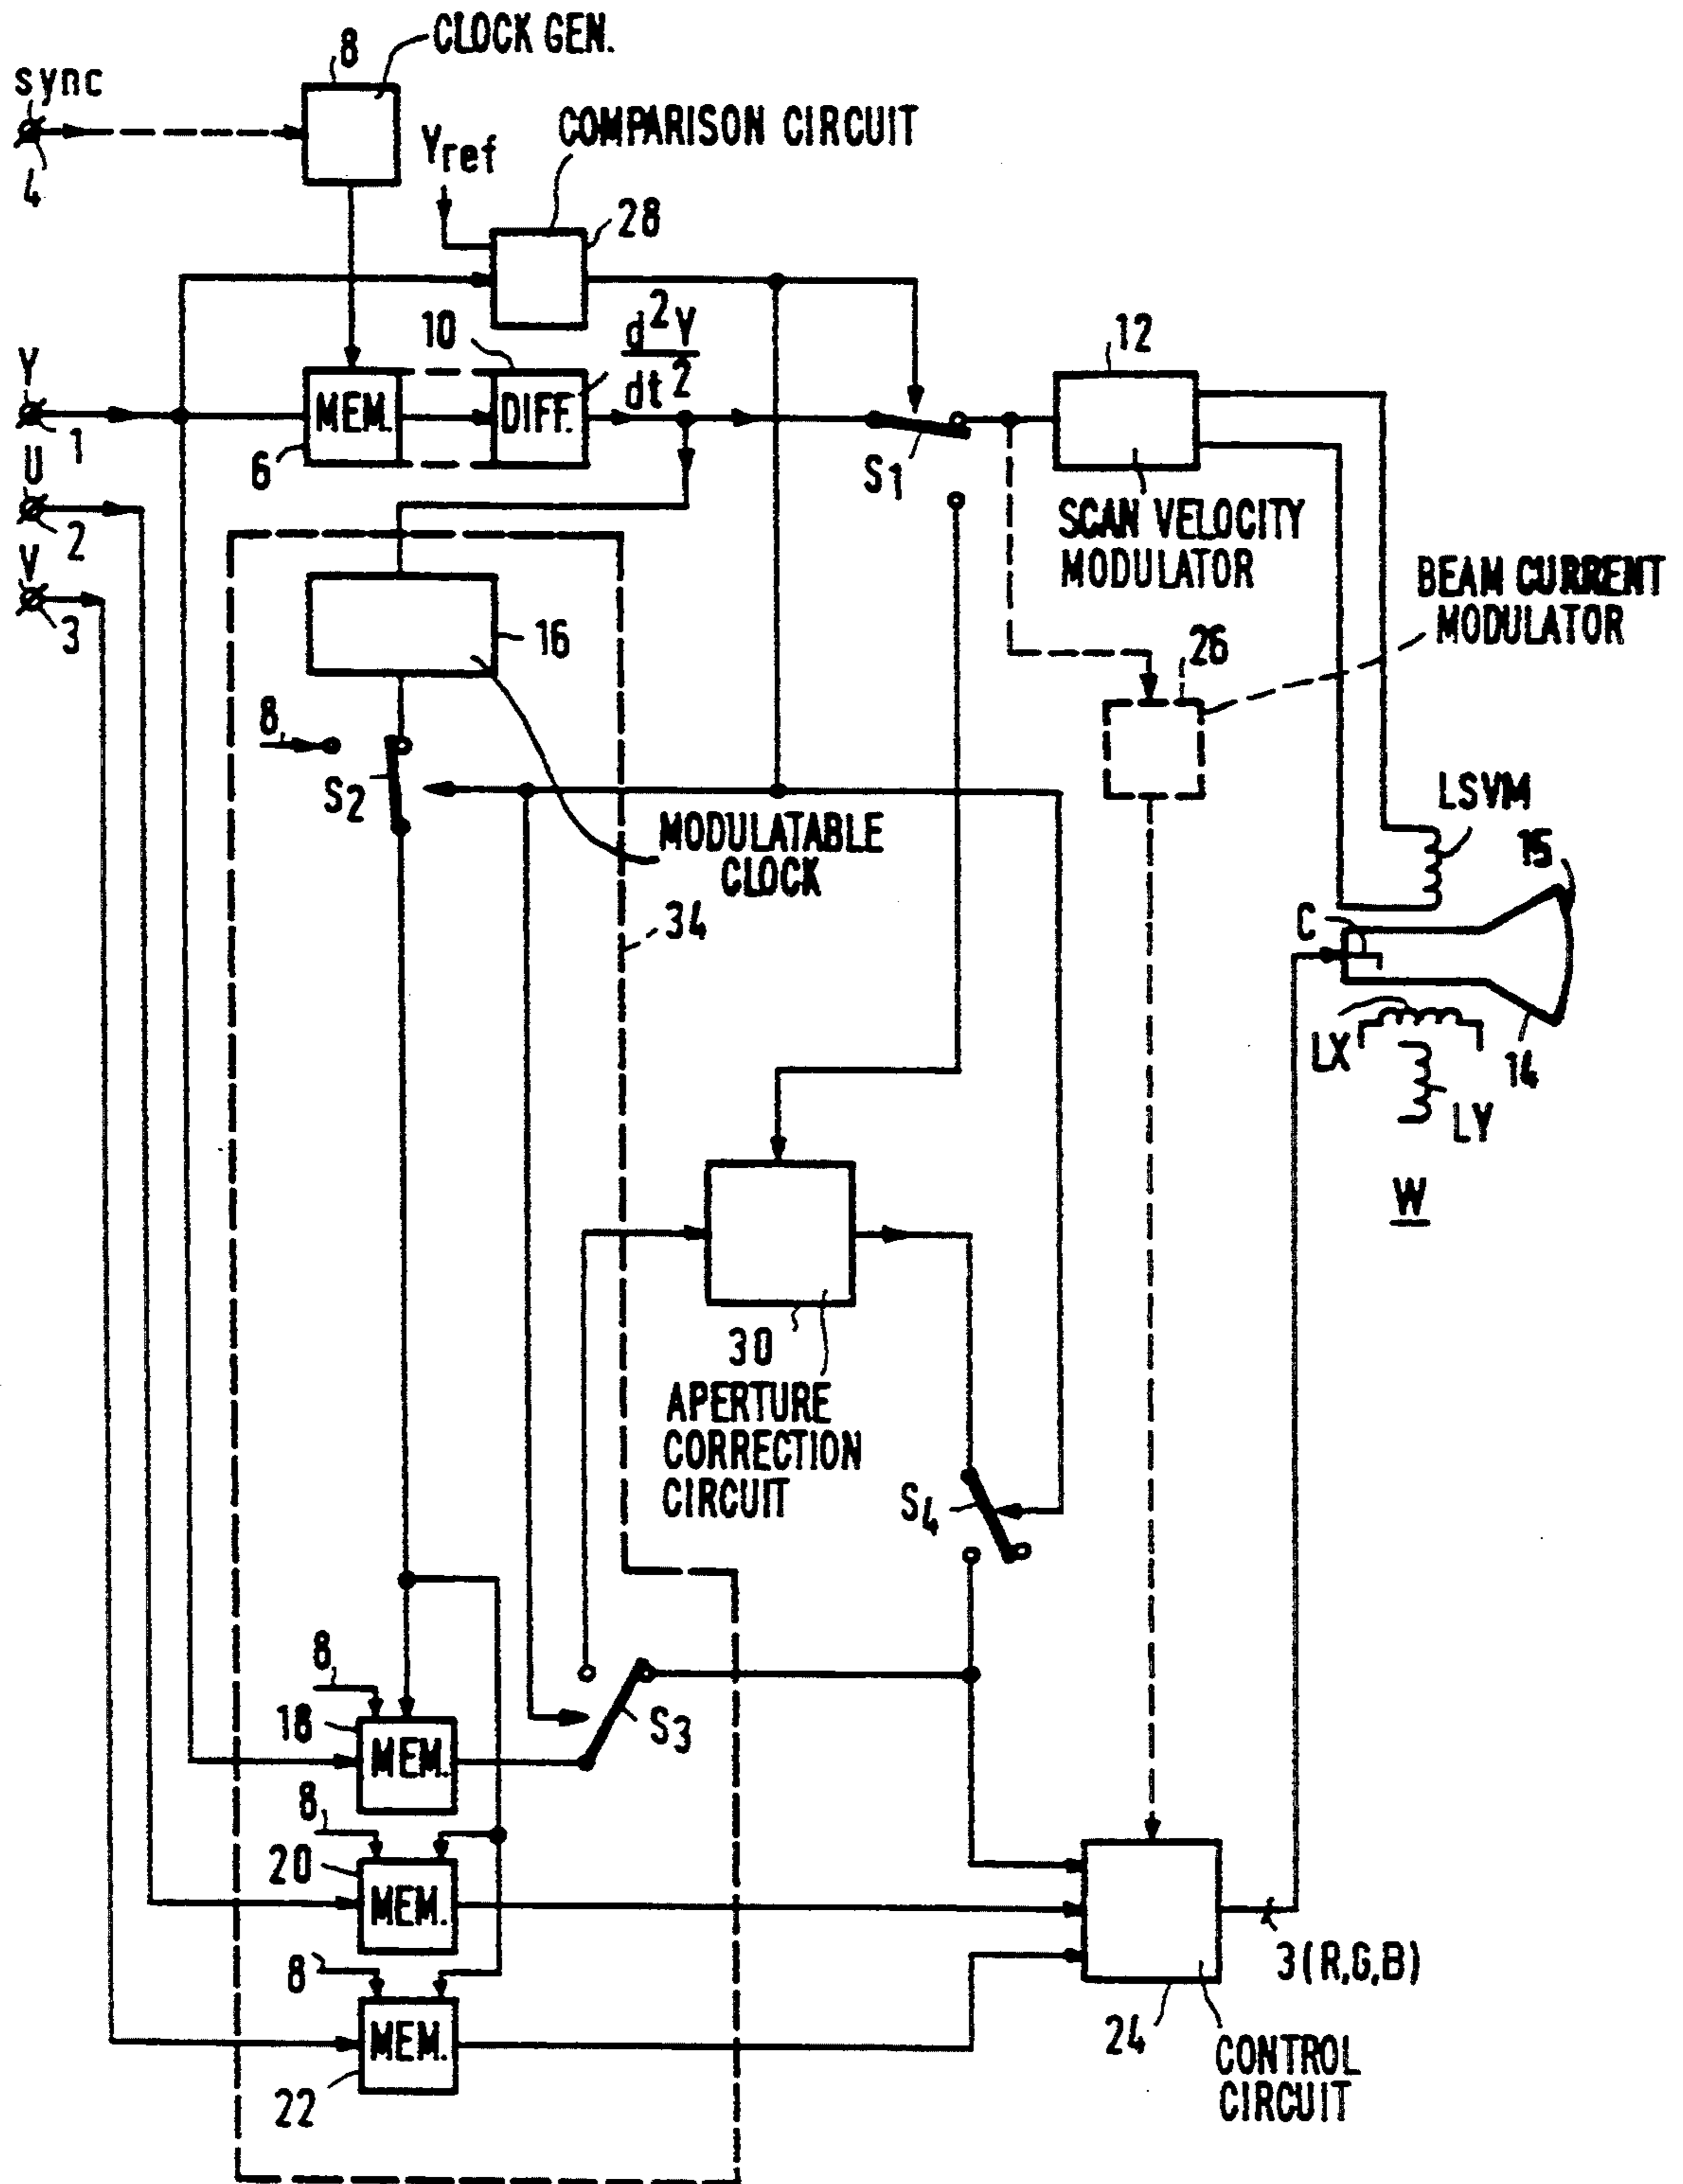 CLOCK GEN.
8
sync
4
COMPARISON CIRCUIT
Yref
28
10
d²Y
dt²
12
Y
1
MEM.
DIFF.
6
S1
U
2
SCAN VELOCITY
MODULATOR
V
3
BEAM CURRENT
MODULATOR
16
26
8
S2
LSVM
MODULATABLE
CLOCK
15
34
C
LX
14
LY
W
30
APERTURE
CORRECTION
CIRCUIT
S4
8
18
S3
MEM.
8
20
MEM.
8
3(R,G,B)
MEM.
24
22
CONTROL
CIRCUIT